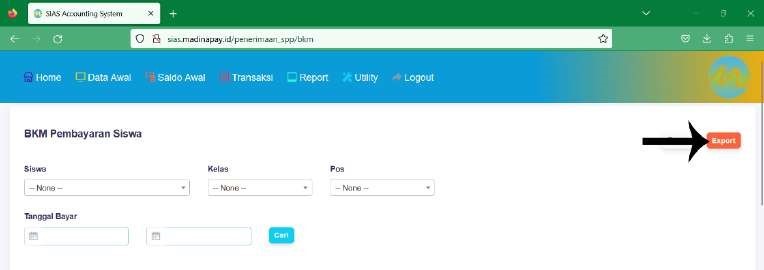 SIAS Accounting System
sias.madinapay.id/penerimaan_spp/bkm
Home Data Awal Saldo Awal Transaksi Report Utility Logout
BKM Pembayaran Siswa
Export
Siswa Kelas Pos
-- None -- -- None -- -- None --
Tanggal Bayar
Cari